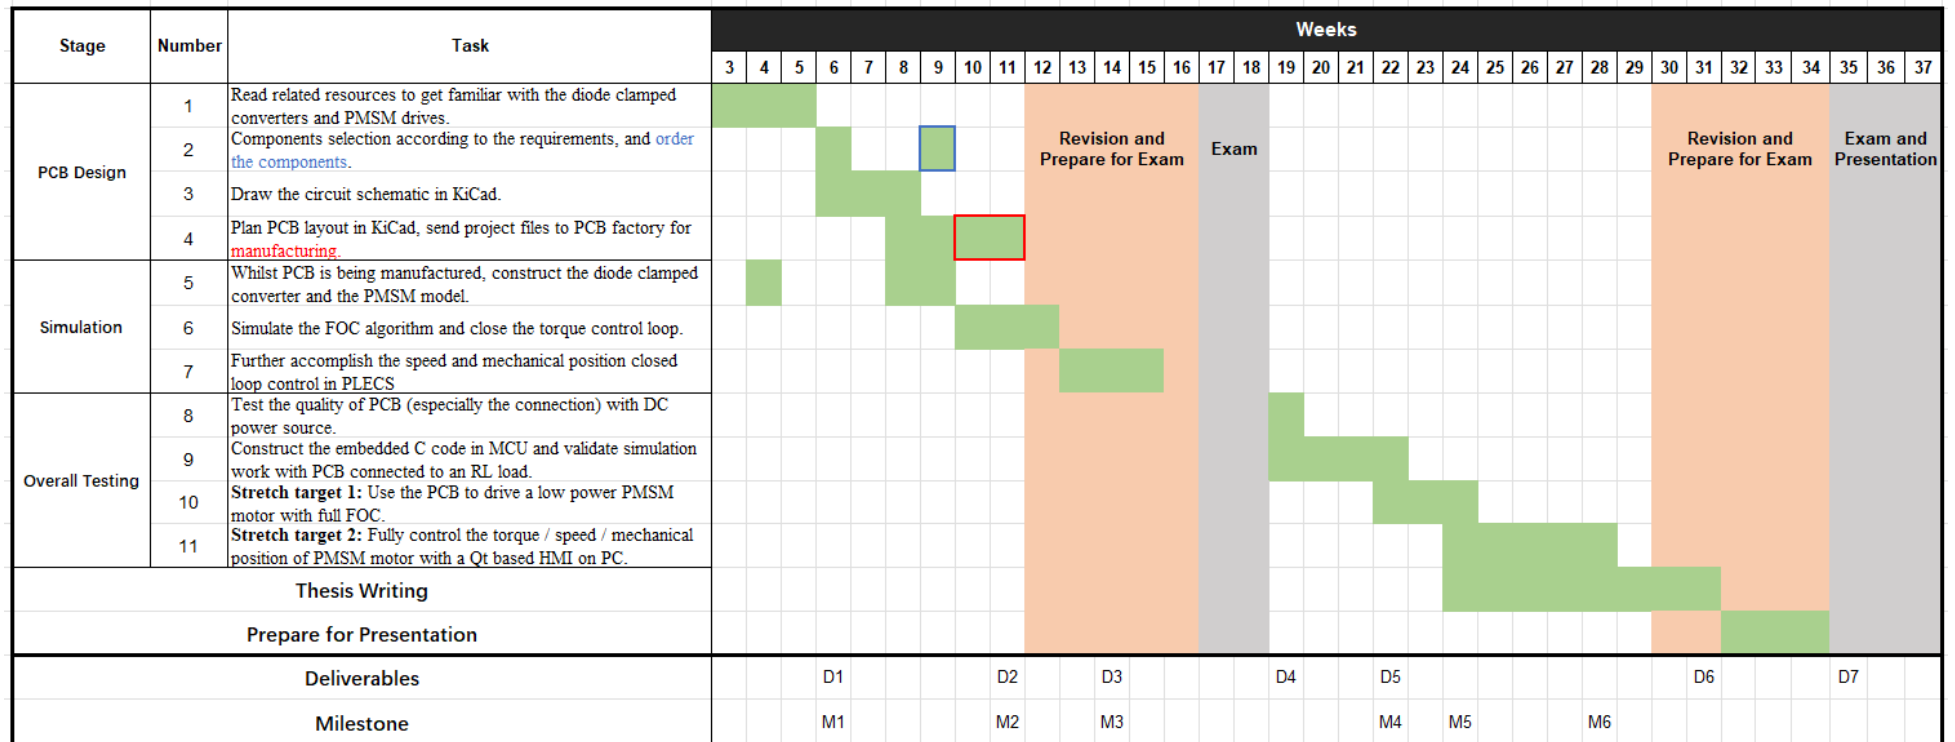 Stage Number Task Weeks
3 4 5 6 7 8 9 10 11 12 13 14 15 16 17 18 19 20 21 22 23 24 25 26 27 28 29 30 31 32 33 34 35 36 37
PCB Design
1
Read related resources to get familiar with the diode clamped
converters and PMSM drives.
2
Components selection according to the requirements, and order
the components.
3
Draw the circuit schematic in KiCad.
4
Plan PCB layout in KiCad, send project files to PCB factory for
manufacturing.
Simulation
5
Whilst PCB is being manufactured, construct the diode clamped
converter and the PMSM model.
6
Simulate the FOC algorithm and close the torque control loop.
7
Further accomplish the speed and mechanical position closed
loop control in PLECS
Overall Testing
8
Test the quality of PCB (especially the connection) with DC
power source.
9
Construct the embedded C code in MCU and validate simulation
work with PCB connected to an RL load.
10
Stretch target 1: Use the PCB to drive a low power PMSM
motor with full FOC.
11
Stretch target 2: Fully control the torque / speed / mechanical
position of PMSM motor with a Qt based HMI on PC.
Revision and
Prepare for Exam
Exam
Revision and
Prepare for Exam
Exam and
Presentation
Thesis Writing
Prepare for Presentation
Deliverables D1 D2 D3 D4 D5 D6 D7
Milestone M1 M2 M3 M4 M5 M6